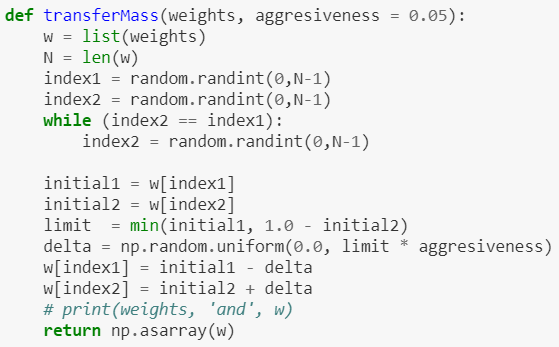 def transferMass(weights, aggresiveness = 0.05):
    w = list(weights)
    N = len(w)
    index1 = random.randint(0,N-1)
    index2 = random.randint(0,N-1)
    while (index2 == index1):
        index2 = random.randint(0,N-1)

    initial1 = w[index1]
    initial2 = w[index2]
    limit  = min(initial1, 1.0 - initial2)
    delta = np.random.uniform(0.0, limit * aggresiveness)
    w[index1] = initial1 - delta
    w[index2] = initial2 + delta
    # print(weights, 'and', w)
    return np.asarray(w)